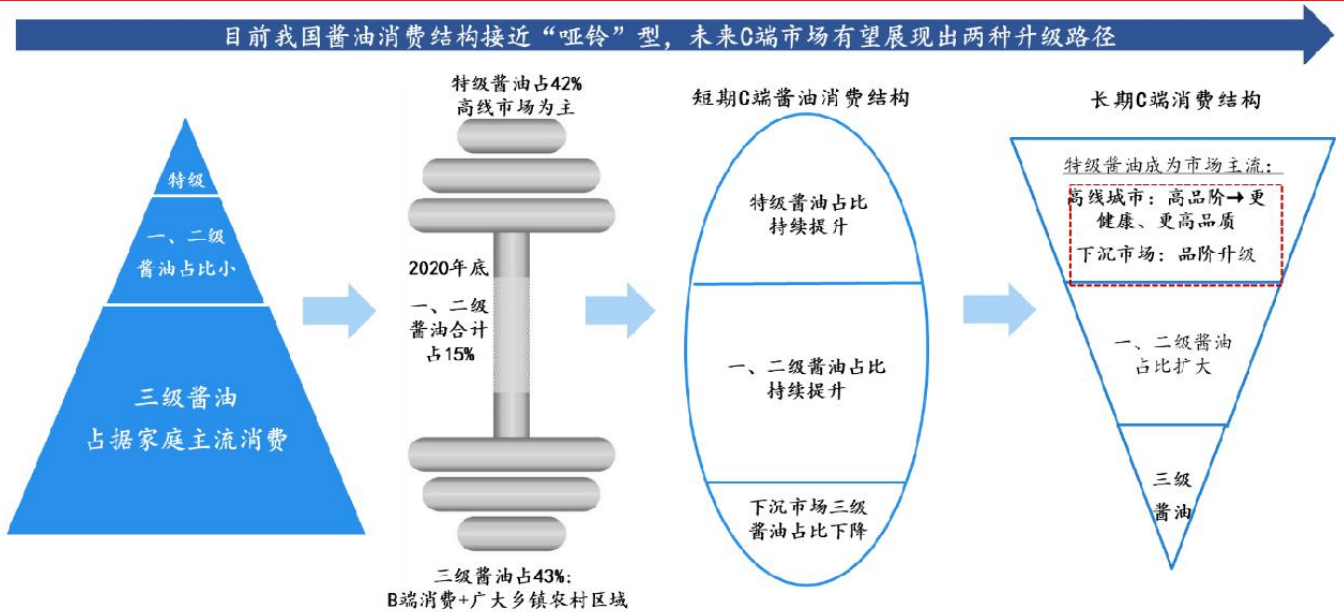 目前我国酱油消费结构接近“哑铃”型，未来C端市场有望展现出两种升级路径
特级
一、二级
酱油占比小
三级酱油
占据家庭主流消费
特级酱油占42%
高线市场为主
2020年底
一、二级
酱油合计
占15%
三级酱油占43%：
B端消费+广大乡镇农村区域
短期C端酱油消费结构
特级酱油占比
持续提升
一、二级酱油占比
持续提升
下沉市场三级
酱油占比下降
长期C端消费结构
特级酱油成为市场主流：
高线城市：高品阶→更
健康、更高品质
下沉市场：品阶升级
一、二级酱油
占比扩大
三级
酱油